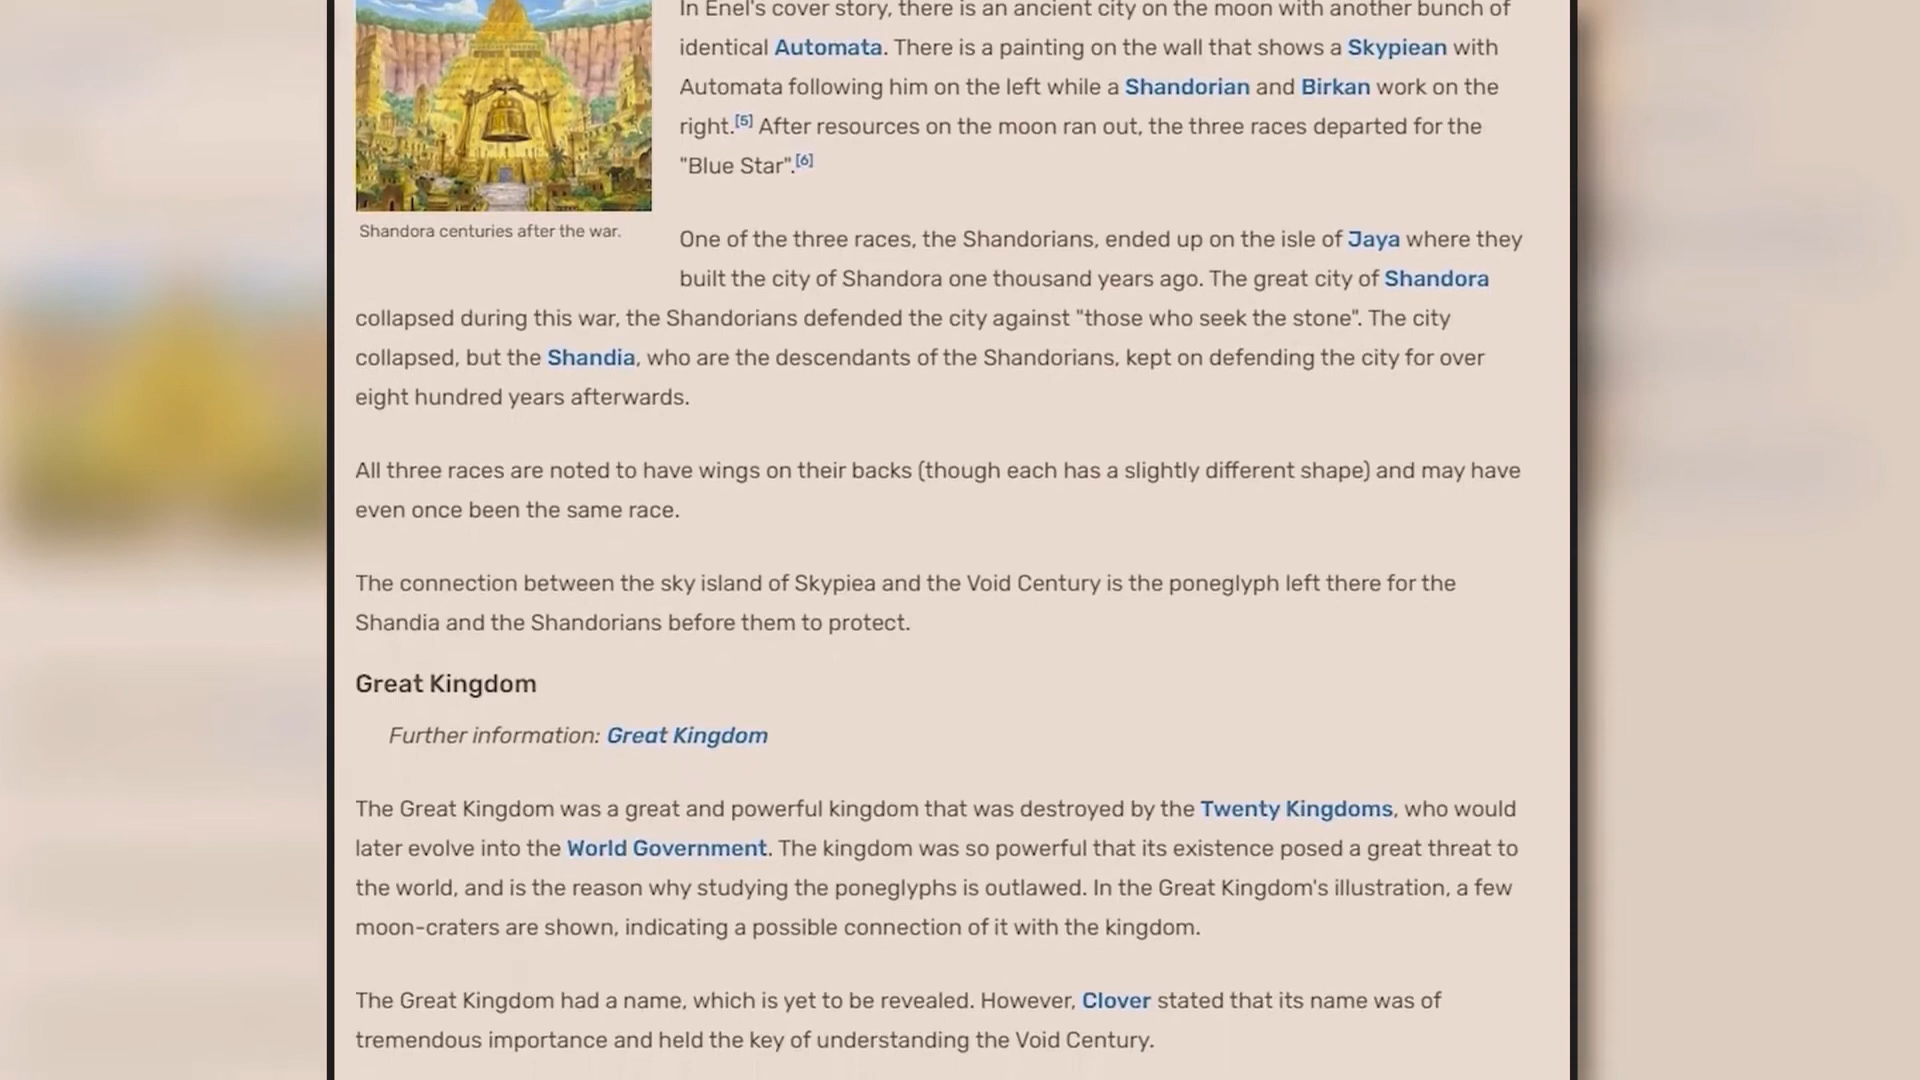 In Enel's cover story, there is an ancient city on the moon with another bunch of
identical Automata. There is a painting on the wall that shows a Skypiean with
Automata following him on the left while a Shandorian and Birkan work on the
right.[5] After resources on the moon ran out, the three races departed for the
"Blue Star".[6]
Shandora centuries after the war.
One of the three races, the Shandorians, ended up on the isle of Jaya where they
built the city of Shandora one thousand years ago. The great city of Shandora
collapsed during this war, the Shandorians defended the city against "those who seek the stone". The city
collapsed, but the Shandia, who are the descendants of the Shandorians, kept on defending the city for over
eight hundred years afterwards.
All three races are noted to have wings on their backs (though each has a slightly different shape) and may have
even once been the same race.
The connection between the sky island of Skypiea and the Void Century is the poneglyph left there for the
Shandia and the Shandorians before them to protect.
Great Kingdom
Further information: Great Kingdom
The Great Kingdom was a great and powerful kingdom that was destroyed by the Twenty Kingdoms, who would
later evolve into the World Government. The kingdom was so powerful that its existence posed a great threat to
the world, and is the reason why studying the poneglyphs is outlawed. In the Great Kingdom's illustration, a few
moon-craters are shown, indicating a possible connection of it with the kingdom.
The Great Kingdom had a name, which is yet to be revealed. However, Clover stated that its name was of
tremendous importance and held the key of understanding the Void Century.